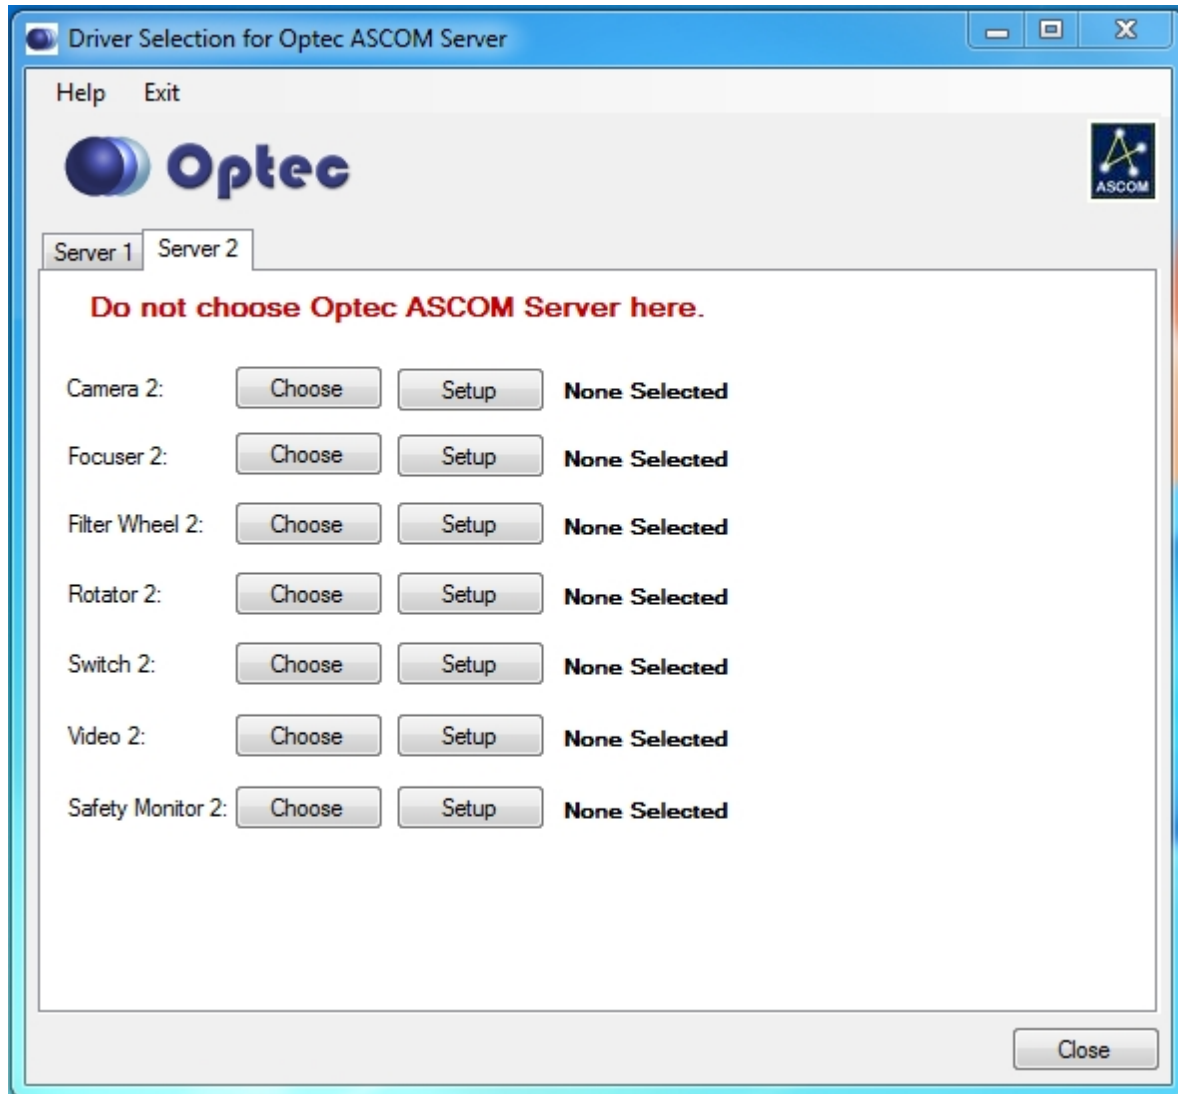 Driver Selection for Optec ASCOM Server
Help Exit
Optec
ASCOM
Server 1 Server 2
Do not choose Optec ASCOM Server here.
Camera 2: Choose Setup None Selected
Focuser 2: Choose Setup None Selected
Filter Wheel 2: Choose Setup None Selected
Rotator 2: Choose Setup None Selected
Switch 2: Choose Setup None Selected
Video 2: Choose Setup None Selected
Safety Monitor 2: Choose Setup None Selected
Close